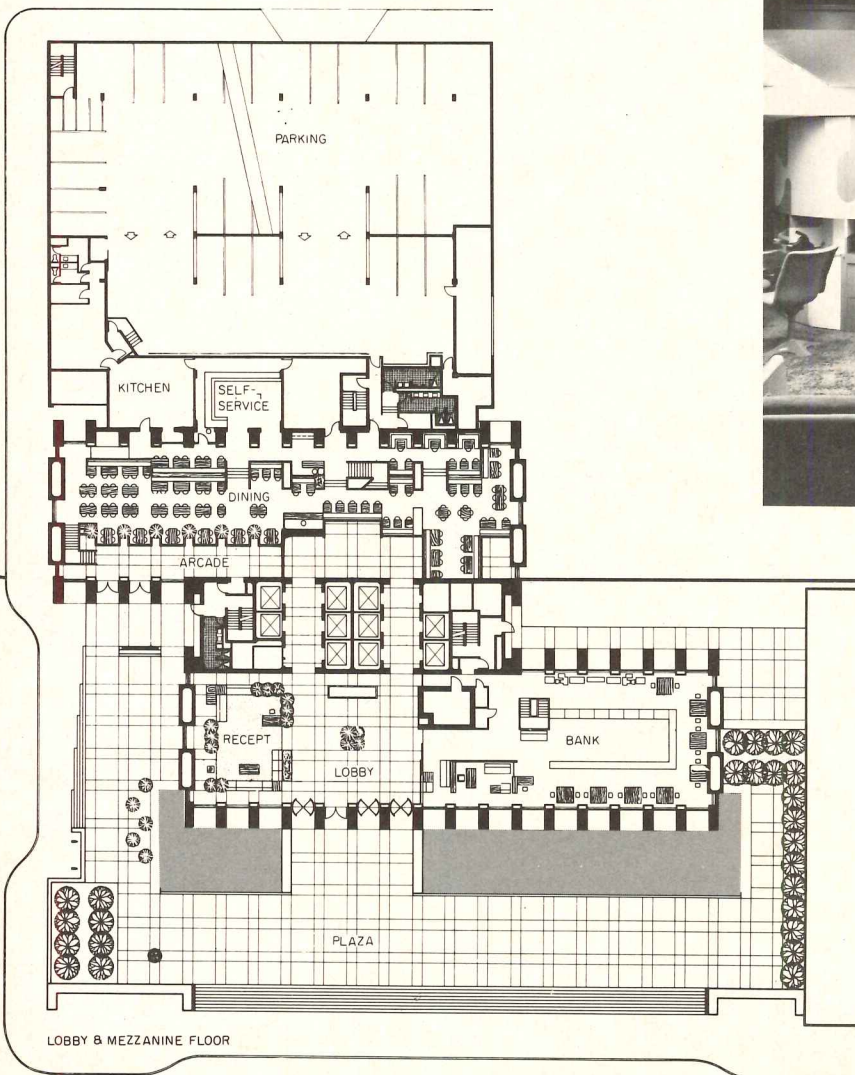 PARKING
KITCHEN
SELF-
SERVICE
DINING
ARCADE
RECEPT
LOBBY
BANK
PLAZA
LOBBY & MEZZANINE FLOOR